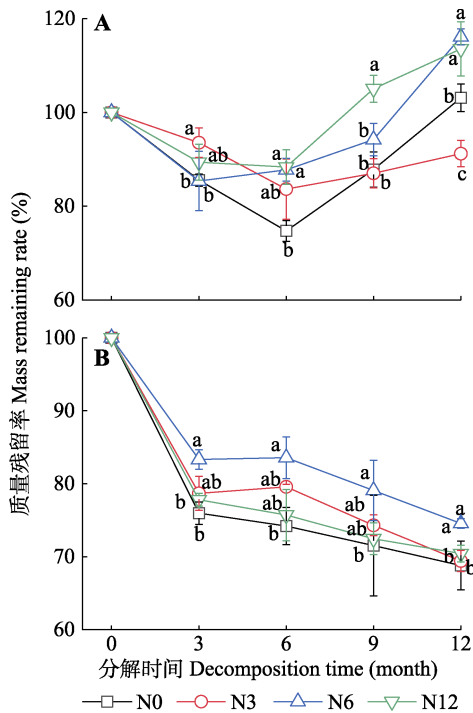 A
120
100
80
60
a
ab
b
b
a
a
ab
b
a
b
b
b
a
a
b
c
质量残留率 (%) Mass remaining rate (%)
B
100
90
80
70
60
a
ab
b
b
a
ab
ab
b
a
ab
ab
b
a
a
b
b
b
0
3
6
9
12
分解时间 Decomposition time (month)
N0 N3 N6 N12